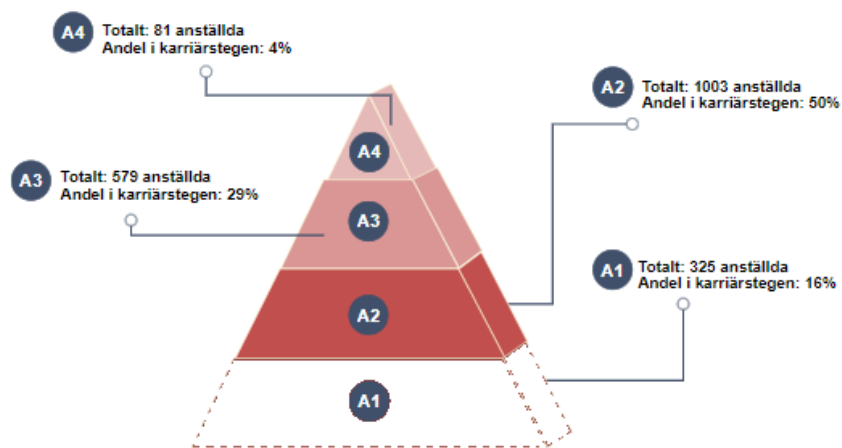 A4
Totalt: 81 anställda
Andel i karriärstegen: 4%
A2
Totalt: 1003 anställda
Andel i karriärstegen: 50%
A3
Totalt: 579 anställda
Andel i karriärstegen: 29%
A1
Totalt: 325 anställda
Andel i karriärstegen: 16%
A4
A3
A2
A1